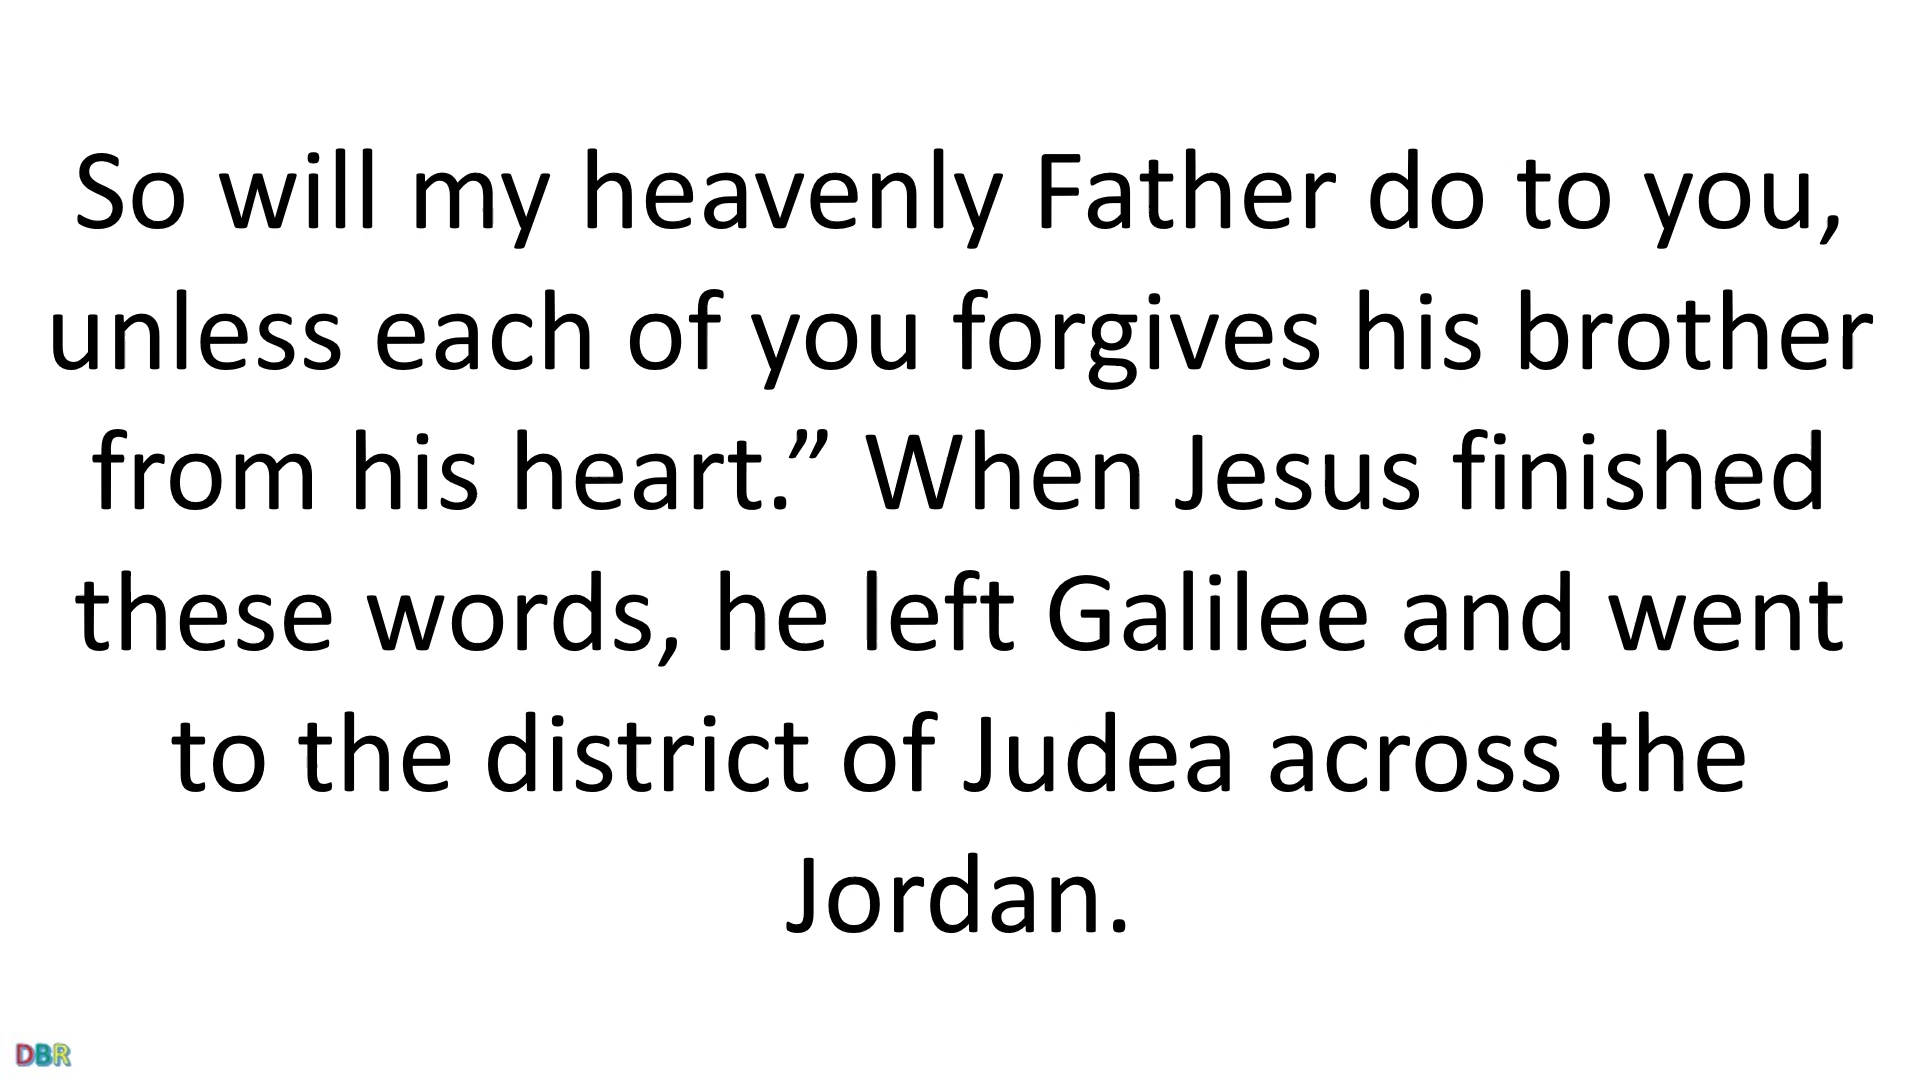 So will my heavenly Father do to you,
unless each of you forgives his brother
from his heart.” When Jesus finished
these words, he left Galilee and went
to the district of Judea across the
Jordan.
DBR